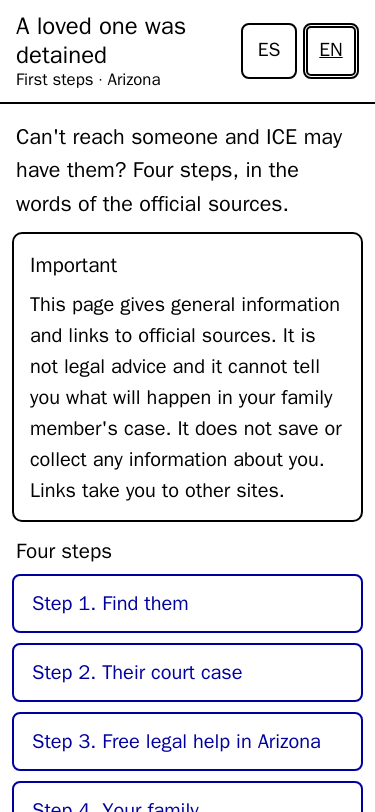 A loved one was
detained
First steps · Arizona
ES
EN
Can't reach someone and ICE may
have them? Four steps, in the
words of the official sources.
Important
This page gives general information
and links to official sources. It is
not legal advice and it cannot tell
you what will happen in your family
member's case. It does not save or
collect any information about you.
Links take you to other sites.
Four steps
Step 1. Find them
Step 2. Their court case
Step 3. Free legal help in Arizona
Step 4. Your family